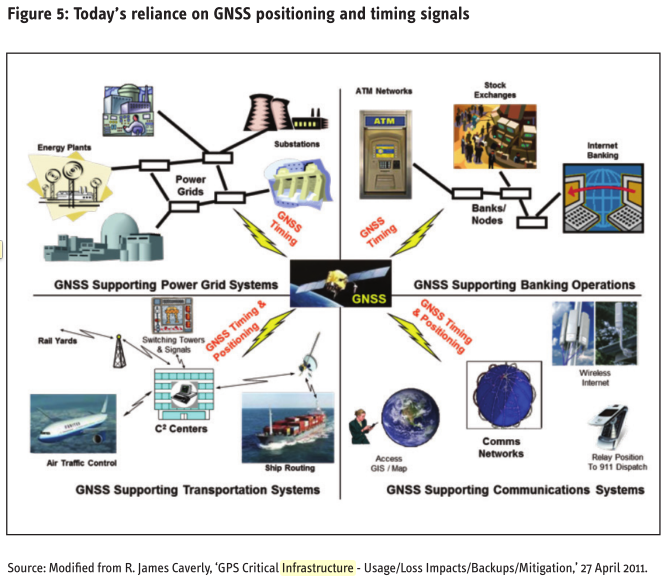 Figure 5: Today's reliance on GNSS positioning and timing signals
Energy Plants
Power
Grids
Substations
GNSS
Timing
GNSS Supporting Power Grid Systems
ATM Networks
ATM
Stock
Exchanges
Internet
Banking
Banks/
Nodes
GNSS
Timing
GNSS Supporting Banking Operations
GNSS
Rail Yards
Switching Towers
& Signals
GNSS Timing &
Positioning
C² Centers
Air Traffic Control
Ship Routing
GNSS Supporting Transportation Systems
GNSS Timing
& Positioning
Wireless
Internet
Access
GIS / Map
Comms
Networks
Relay Position
To 911 Dispatch
GNSS Supporting Communications Systems
Source: Modified from R. James Caverly, 'GPS Critical Infrastructure - Usage/Loss Impacts/Backups/Mitigation,' 27 April 2011.